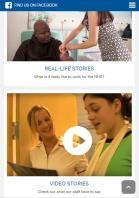 FIND US ON FACEBOOK
REAL-LIFE STORIES
What is it really like to work for the NHS?
VIDEO STORIES
Check out what our staff have to say